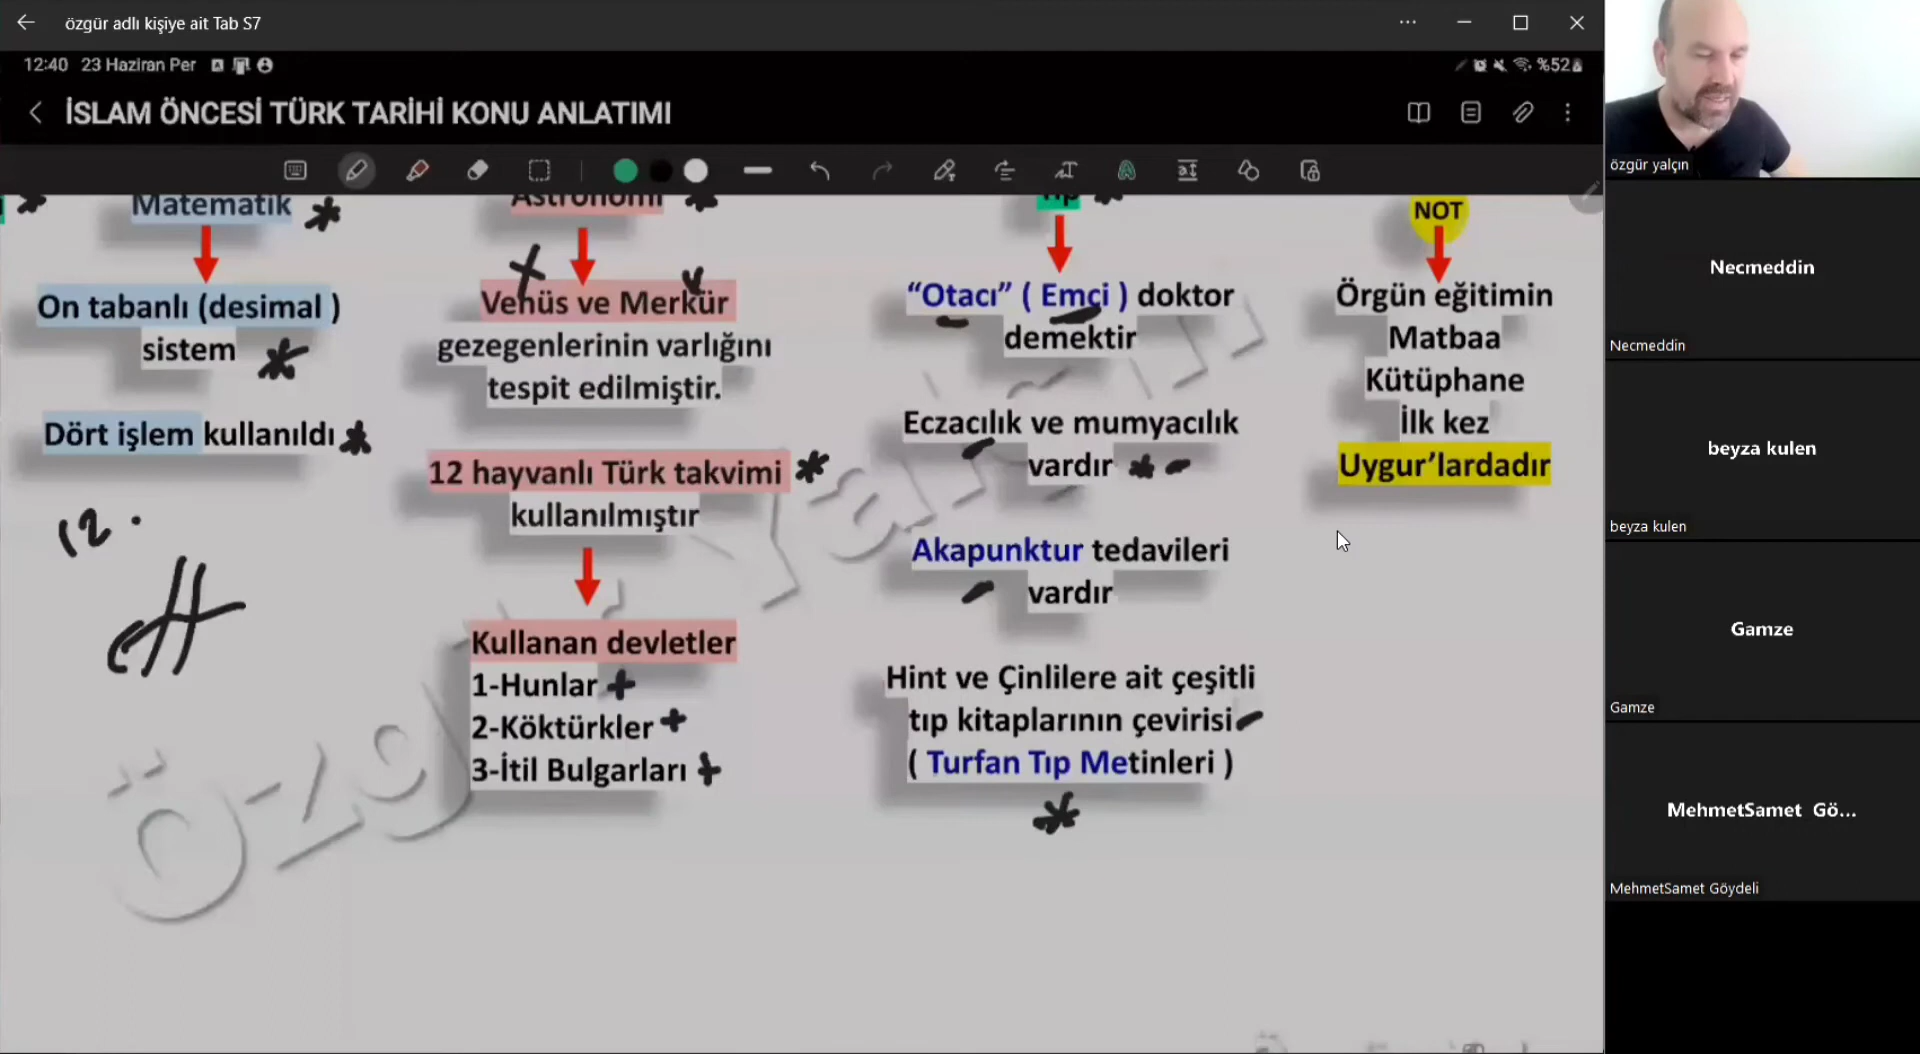 özgür adlı kişiye ait Tab S7
12:40 23 Haziran Per
%52
İSLAM ÖNCESİ TÜRK TARİHİ KONU ANLATIMI
Matematik
On tabanlı (desimal )
sistem
Dört işlem kullanıldı
12.
Astronomi
Venüs ve Merkür
gezegenlerinin varlığını
tespit edilmiştir.
12 hayvanlı Türk takvimi
kullanılmıştır
Kullanan devletler
1-Hunlar
2-Köktürkler
3-İtil Bulgarları
Tıp
“Otacı” ( Emçi ) doktor
demektir
Eczacılık ve mumyacılık
vardır
Akapunktur tedavileri
vardır
Hint ve Çinlilere ait çeşitli
tıp kitaplarının çevirisi
( Turfan Tıp Metinleri )
NOT
Örgün eğitimin
Matbaa
Kütüphane
İlk kez
Uygur’lardadır
özgür yalçın
Necmeddin
Necmeddin
beyza kulen
beyza kulen
Gamze
Gamze
MehmetSamet Gö...
MehmetSamet Göydeli